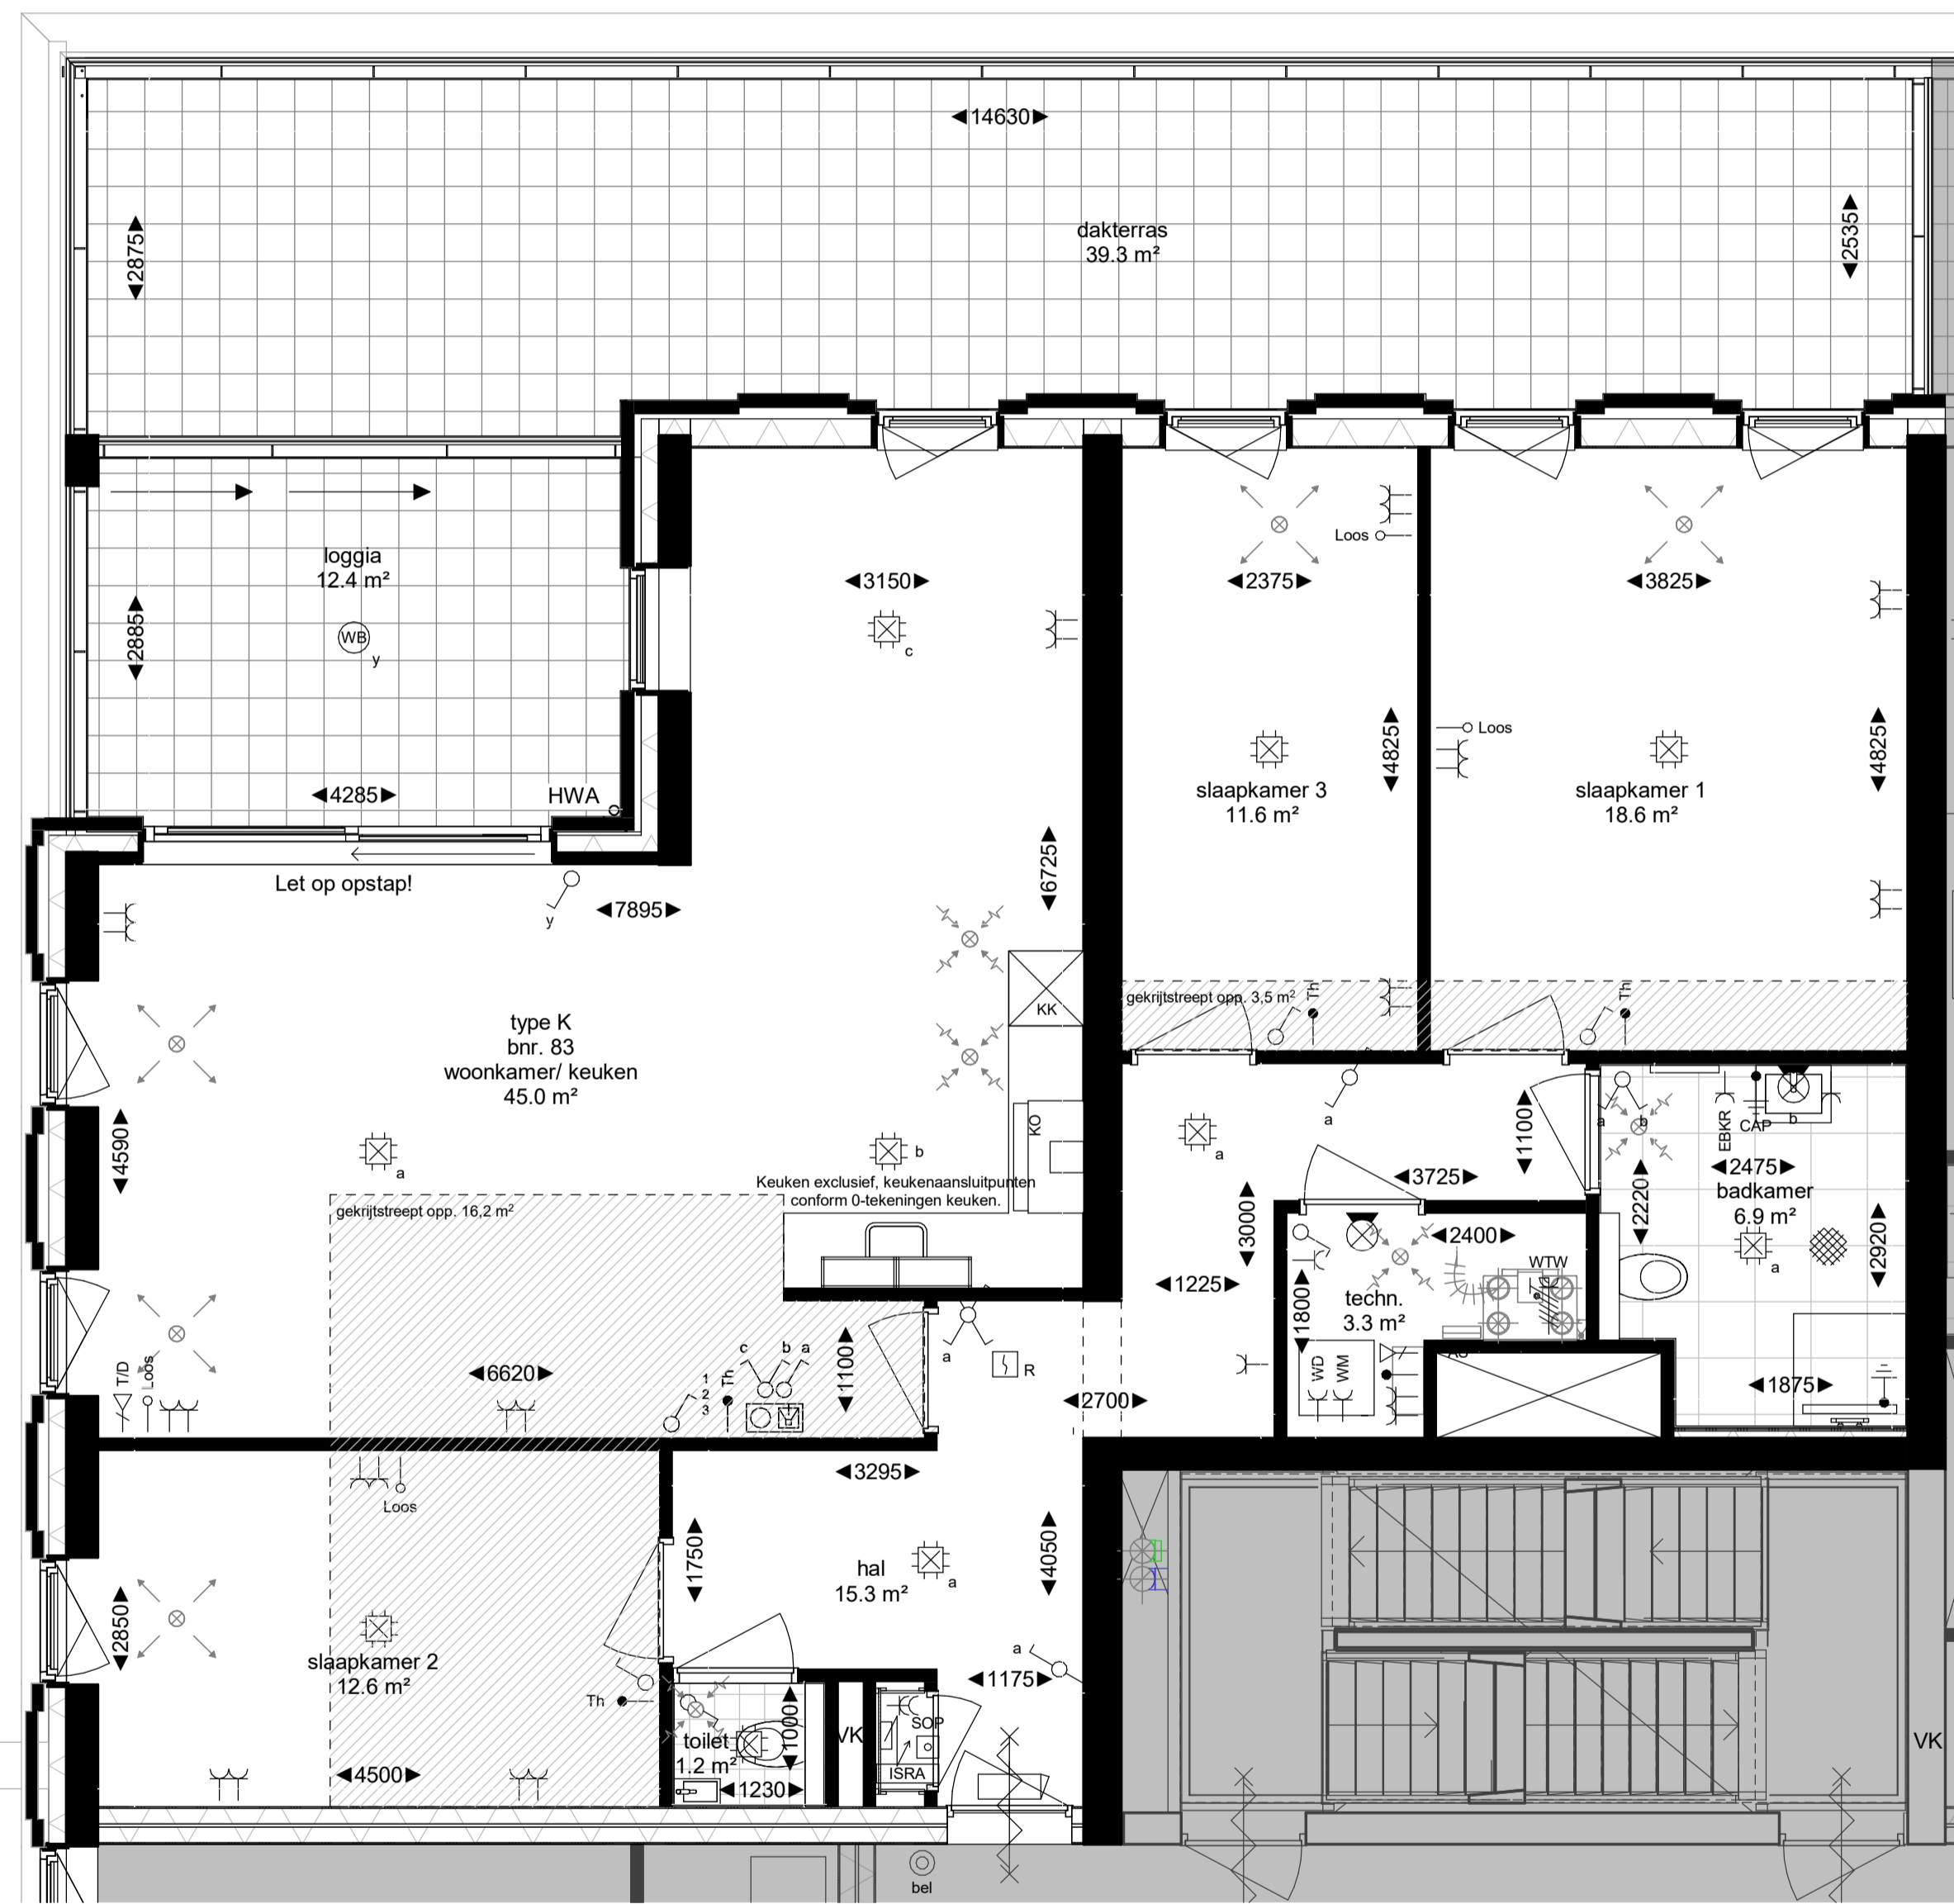 14630
2875
dakterras
39.3 m²
2535
loggia
12.4 m²
WB
y
2885
4285
HWA
3150
c
2375
Loos
3825
4825
Loos
4825
slaapkamer 3
11.6 m²
slaapkamer 1
18.6 m²
Let op opstap!
y
7895
6725
KK
gekrijtstreept opp. 3,5 m²
Th
Th
type K
bnr. 83
woonkamer/ keuken
45.0 m²
4590
a
b
KO
Keuken exclusief, keukenaansluitpunten
conform 0-tekeningen keuken.
gekrijtstreept opp. 16,2 m²
a
a
1100
3725
3000
1225
a
b
EBKR
CAP
b
2475
badkamer
6.9 m²
2220
2920
a
1875
2400
WTW
techn.
3.3 m²
1800
WD
WM
T/D
Loos
6620
1
2
3
Th
c
b
a
1100
a
R
2700
3295
Loos
1750
4050
hal
15.3 m²
a
2850
slaapkamer 2
12.6 m²
Th
a
1175
4500
toilet
1.2 m²
1000
1230
VK
SOP
ISRA
VK
bel